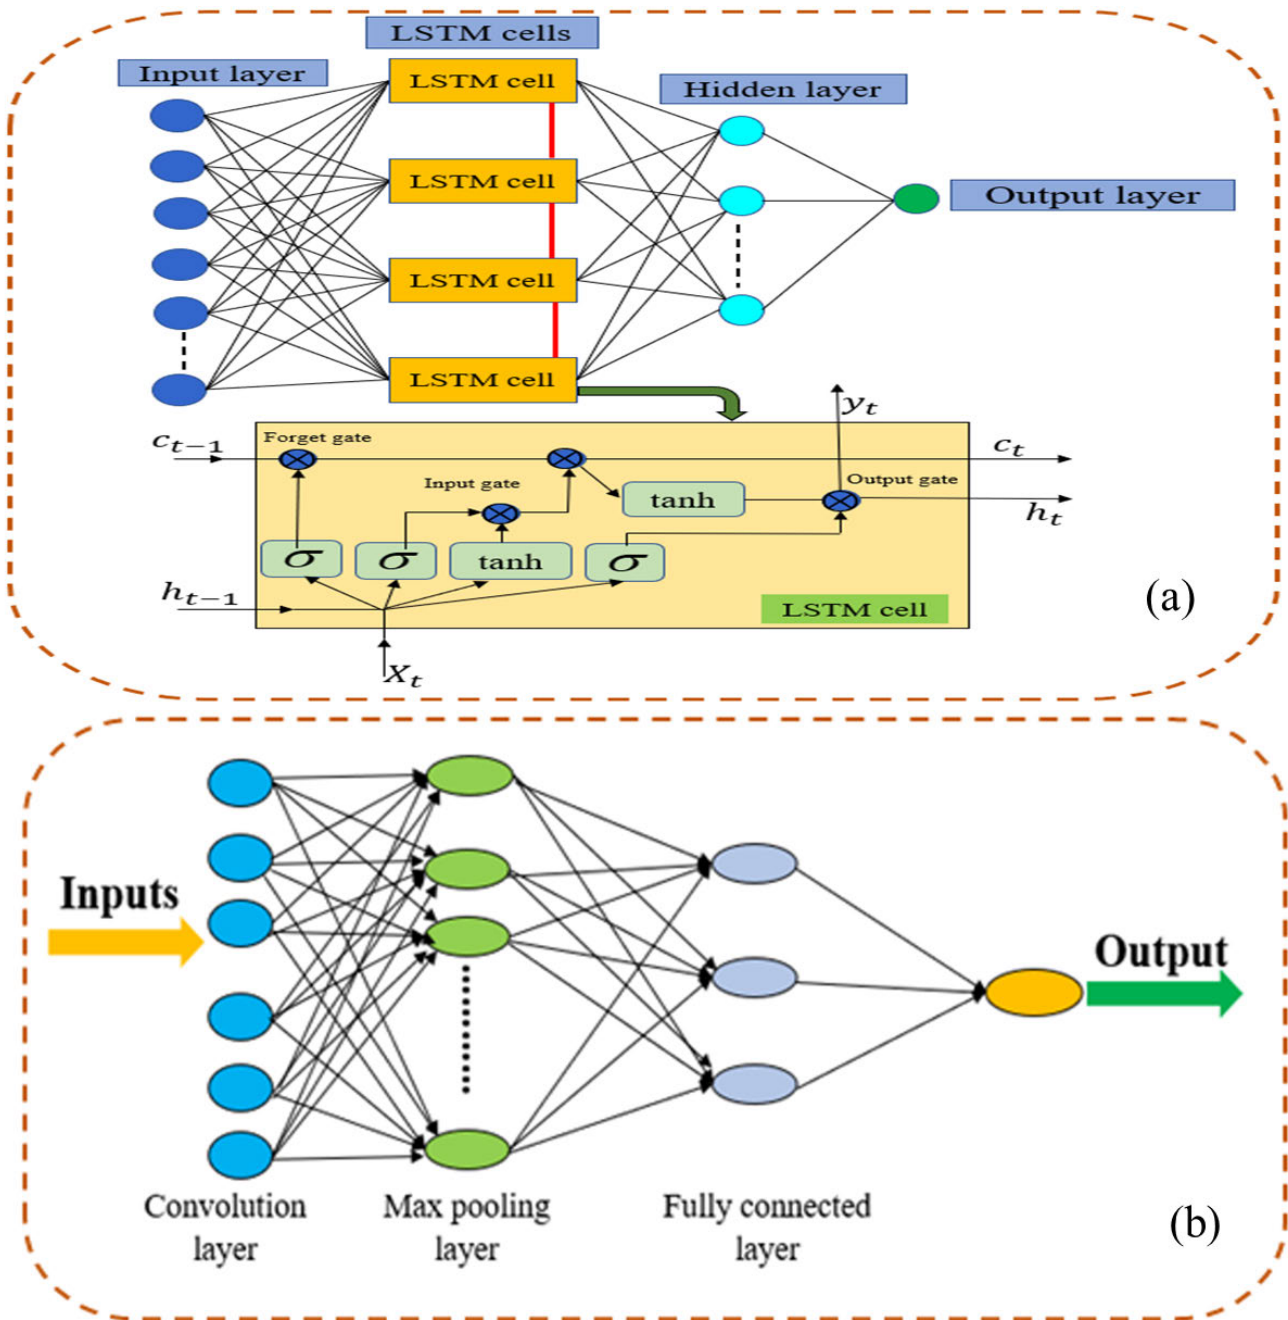 LSTM cells
Input layer
LSTM cell
Hidden layer
LSTM cell
Output layer
LSTM cell
LSTM cell
y_t
c_{t-1}
Forget gate
c_t
Input gate
tanh
Output gate
h_t
σ
σ
tanh
σ
h_{t-1}
LSTM cell
(a)
X_t
Inputs
Output
Convolution
layer
Max pooling
layer
Fully connected
layer
(b)